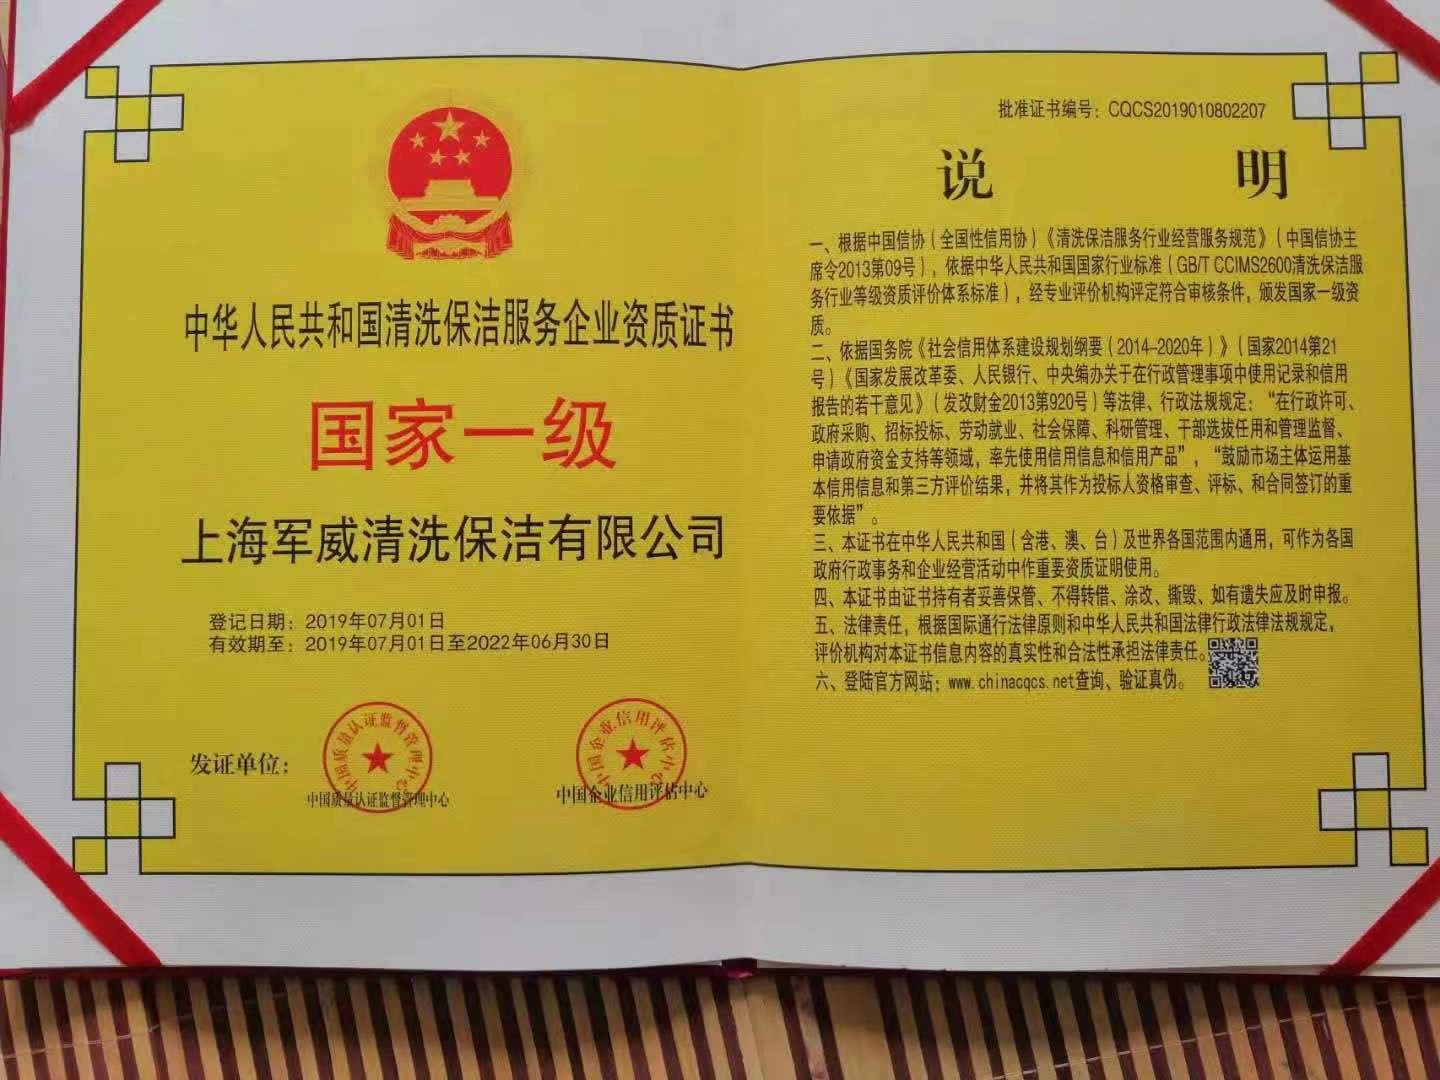 中华人民共和国清洗保洁服务企业资质证书
国家一级
上海军威清洗保洁有限公司
登记日期：2019年07月01日
有效期至：2019年07月01日至2022年06月30日
发证单位：
中国质量认证监督管理中心
中国质量认证监督管理中心
中国企业信用评估中心
中国企业信用评估中心
批准证书编号：CQCS2019010802207
说 明
一、根据中国信协（全国性信用协）《清洗保洁服务行业经营服务规范》（中国信协主
席令2013第09号），依据中华人民共和国国家行业标准（GB/T CCIMS2600清洗保洁服
务行业等级资质评价体系标准），经专业评价机构评定符合审核条件，颁发国家一级资
质。
二、依据国务院《社会信用体系建设规划纲要（2014–2020年）》（国家2014第21
号）《国家发展改革委、人民银行、中央编办关于在行政管理事项中使用记录和信用
报告的若干意见》（发改财金2013第920号）等法律、行政法规规定：“在行政许可、
政府采购、招标投标、劳动就业、社会保障、科研管理、干部选拔任用和管理监督、
申请政府资金支持等领域，率先使用信用信息和信用产品”，“鼓励市场主体运用基
本信用信息和第三方评价结果，并将其作为投标人资格审查、评标、和合同签订的重
要依据”。
三、本证书在中华人民共和国（含港、澳、台）及世界各国范围内通用，可作为各国
政府行政事务和企业经营活动中作重要资质证明使用。
四、本证书由证书持有者妥善保管、不得转借、涂改、撕毁、如有遗失应及时申报。
五、法律责任，根据国际通行法律原则和中华人民共和国法律行政法律法规规定，
评价机构对本证书信息内容的真实性和合法性承担法律责任。
六、登陆官方网站：www.chinacqcs.net查询、验证真伪。